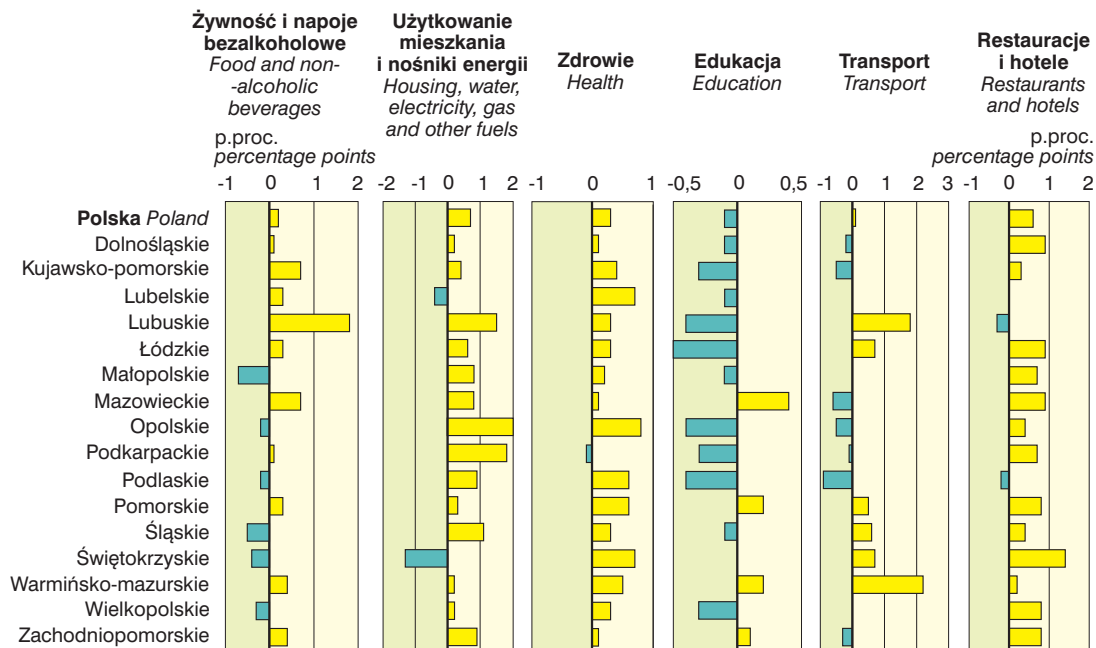 Żywność i napoje
bezalkoholowe
Food and non-
-alcoholic
beverages
Użytkowanie
mieszkania
i nośniki energii
Housing, water,
electricity, gas
and other fuels
Zdrowie
Health
Edukacja
Education
Transport
Transport
Restauracje
i hotele
Restaurants
and hotels
p.proc.
percentage points
p.proc.
percentage points
-1 0 1 2
-2 -1 0 1 2
-1 0 1
-0,5 0 0,5
-1 0 1 2 3
-1 0 1 2
Polska Poland
Dolnośląskie
Kujawsko-pomorskie
Lubelskie
Lubuskie
Łódzkie
Małopolskie
Mazowieckie
Opolskie
Podkarpackie
Podlaskie
Pomorskie
Śląskie
Świętokrzyskie
Warmińsko-mazurskie
Wielkopolskie
Zachodniopomorskie